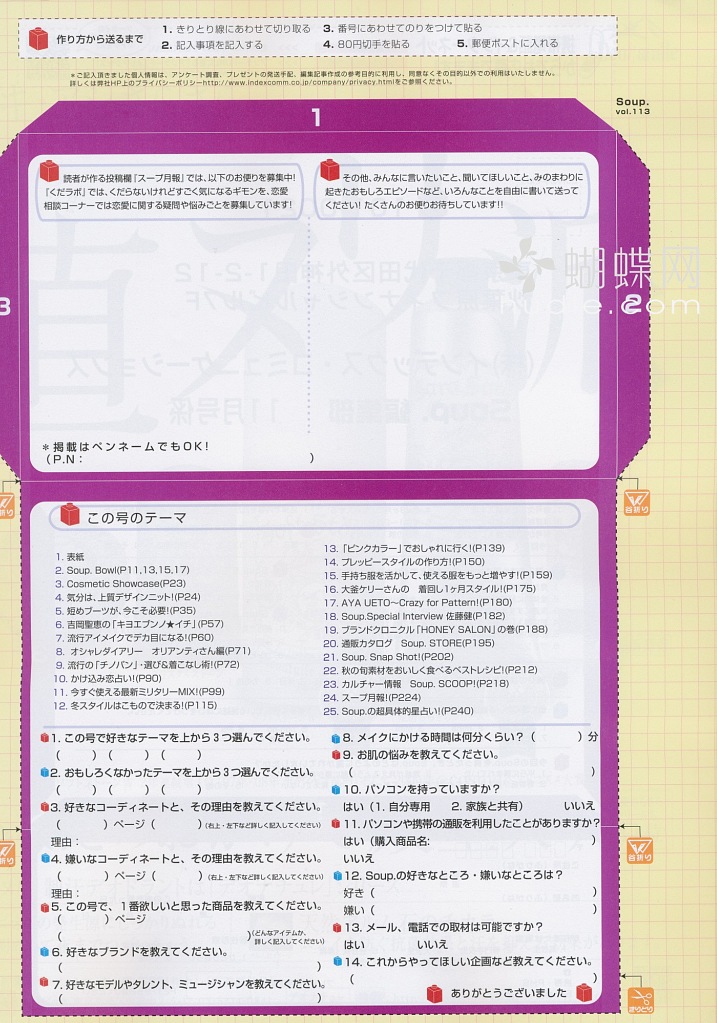 作り方から送るまで
1. きりとり線にあわせて切り取る　3. 番号にあわせてのりをつけて貼る
2. 記入事項を記入する　4. 80円切手を貼る　5. 郵便ポストに入れる
＊ご記入頂きました個人情報は、アンケート調査、プレゼントの発送手配、編集記事作成の参考目的に利用し、同意なくその目的以外での利用はいたしません。
詳しくは弊社HP上のプライバシーポリシーhttp://www.indexcomm.co.jp/company/privacy.htmlをご参照ください。
Soup.
vol.113
1
読者が作る投稿欄『スープ月報』では、以下のお便りを募集中!
『くだラボ』では、くだらないけれどすごく気になるギモンを、恋愛
相談コーナーでは恋愛に関する疑問や悩みごとを募集しています!
その他、みんなに言いたいこと、聞いてほしいこと、みのまわりに
起きたおもしろエピソードなど、いろんなことを自由に書いて送って
ください! たくさんのお便りお待ちしています!!
蝴蝶网
3
2
＊掲載はペンネームでもOK!
(P.N：　)
谷折り
谷折り
この号のテーマ
1. 表紙
2. Soup. Bowl(P11,13,15,17)
3. Cosmetic Showcase(P23)
4. 気分は、上質デザインニット!(P24)
5. 短めブーツが、今こそ必要!(P35)
6. 吉岡聖恵の「キヨエブンノ★イチ」(P57)
7. 流行アイメイクでデカ目になる!(P60)
8. オシャレダイアリー　オリアンティさん編(P71)
9. 流行の「チノパン」・選び&着こなし術!(P72)
10. かけ込み恋占い!(P90)
11. 今すぐ使える最新ミリタリーMIX!(P99)
12. 冬スタイルはこもので決まる!(P115)
13. 「ピンクカラー」でおしゃれに行く!(P139)
14. プレッピースタイルの作り方!(P150)
15. 手持ち服を活かして、使える服をもっと増やす!(P159)
16. 大釜ケリーさんの　着回し1ヶ月スタイル!(P175)
17. AYA UETO〜Crazy for Pattern!(P180)
18. Soup.Special Interview 佐藤健(P182)
19. ブランドクロニクル「HONEY SALON」の巻(P188)
20. 通販カタログ　Soup. STORE(P195)
21. Soup. Snap Shot!(P202)
22. 秋の旬素材をおいしく食べるベストレシピ!(P212)
23. カルチャー情報　Soup. SCOOP!(P218)
24. スープ月報!(P224)
25. Soup.の超具体的星占い!(P240)
1. この号で好きなテーマを上から3つ選んでください。
(　) (　) (　)
2. おもしろくなかったテーマを上から3つ選んでください。
(　) (　) (　)
3. 好きなコーディネートと、その理由を教えてください。
(　)ページ (　) (右上・左下など詳しく記入してください)
理由：
4. 嫌いなコーディネートと、その理由を教えてください。
(　)ページ (　) (右上・左下など詳しく記入してください)
理由：
5. この号で、1番欲しいと思った商品を教えてください。
(　)ページ
(　) (どんなアイテムか、
詳しく記入してください)
6. 好きなブランドを教えてください。
(　)
7. 好きなモデルやタレント、ミュージシャンを教えてください。
(　)
8. メイクにかける時間は何分くらい？ (　)分
9. お肌の悩みを教えてください。
(　)
10. パソコンを持っていますか？
はい (1. 自分専用　2. 家族と共有)　いいえ
11. パソコンや携帯の通販を利用したことがありますか？
はい (購入商品名:　)
いいえ
12. Soup.の好きなところ・嫌いなところは？
好き (　)
嫌い (　)
13. メール、電話での取材は可能ですか？
はい　いいえ
14. これからやってほしい企画など教えてください。
(　)
ありがとうございました
谷折り
谷折り
きりとり